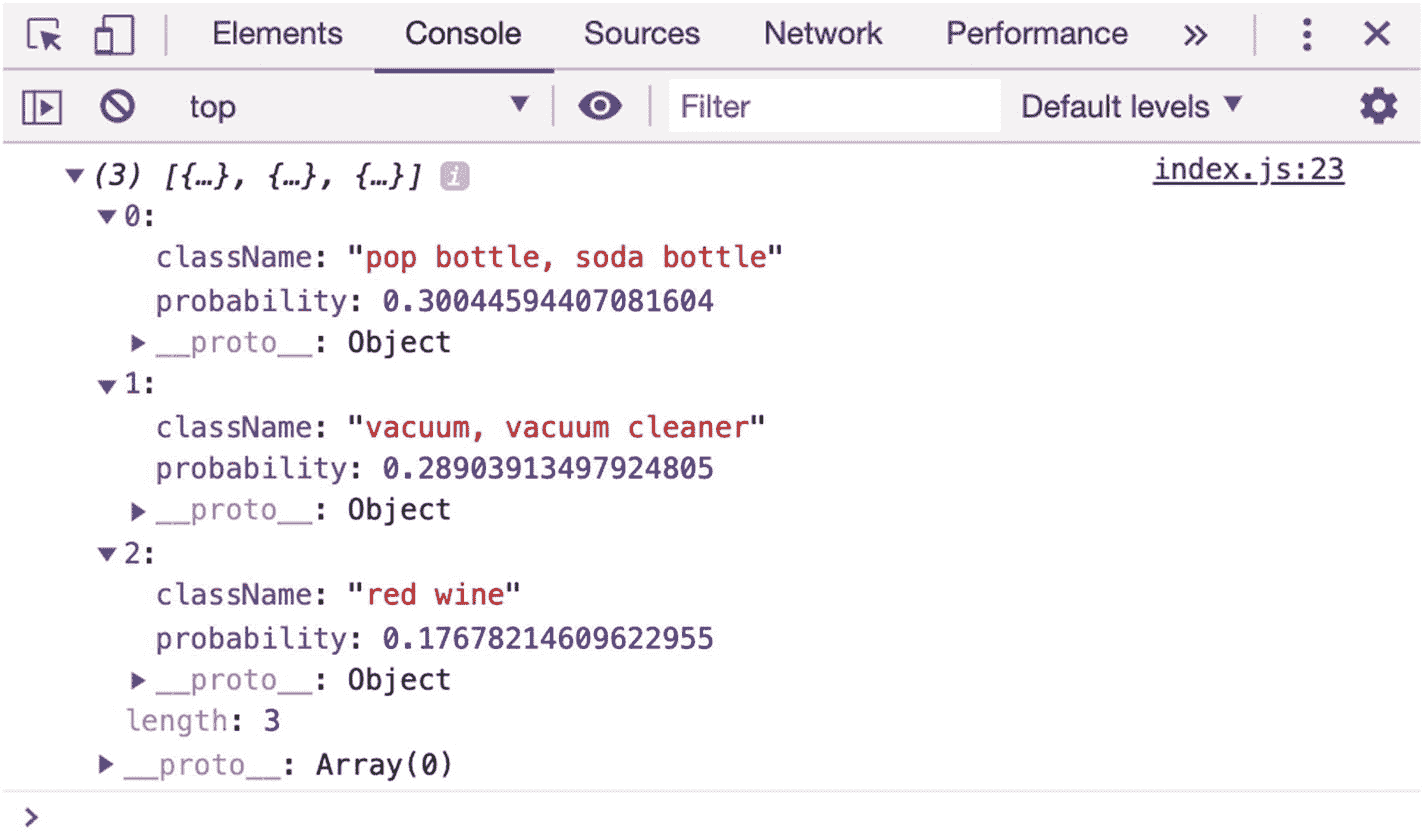 Elements Console Sources Network Performance »
top ▼ Filter Default levels ▼
▼ (3) [{…}, {…}, {…}] i index.js:23
▼ 0:
className: "pop bottle, soda bottle"
probability: 0.30044594407081604
▶ __proto__: Object
▼ 1:
className: "vacuum, vacuum cleaner"
probability: 0.28903913497924805
▶ __proto__: Object
▼ 2:
className: "red wine"
probability: 0.17678214609622955
▶ __proto__: Object
length: 3
▶ __proto__: Array(0)
>